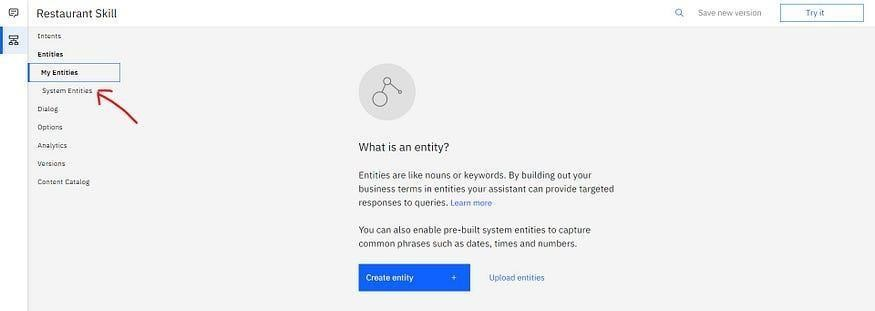 Restaurant Skill
Save new version
Try it
Intents
Entities
My Entities
System Entities
Dialog
Options
Analytics
Versions
Content Catalog
What is an entity?
Entities are like nouns or keywords. By building out your
business terms in entities your assistant can provide targeted
responses to queries. Learn more
You can also enable pre-built system entities to capture
common phrases such as dates, times and numbers.
Create entity +
Upload entities